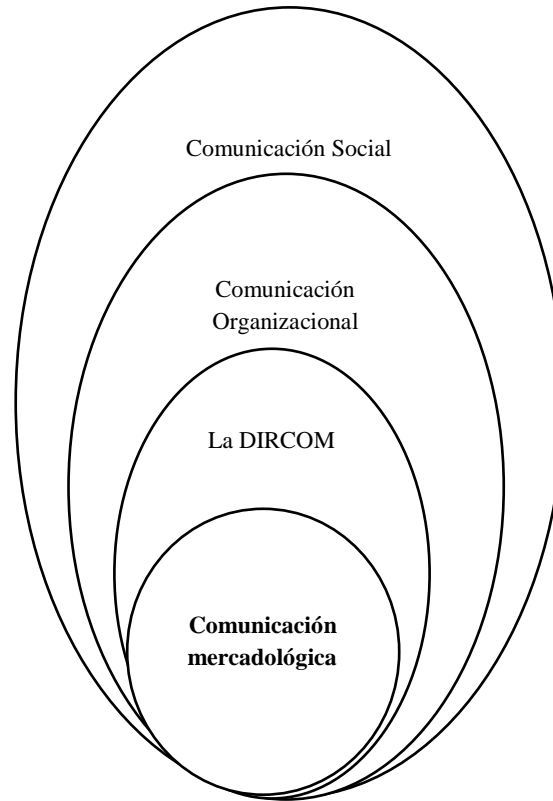 Comunicación Social
Comunicación
Organizacional
La DIRCOM
Comunicación
mercadológica